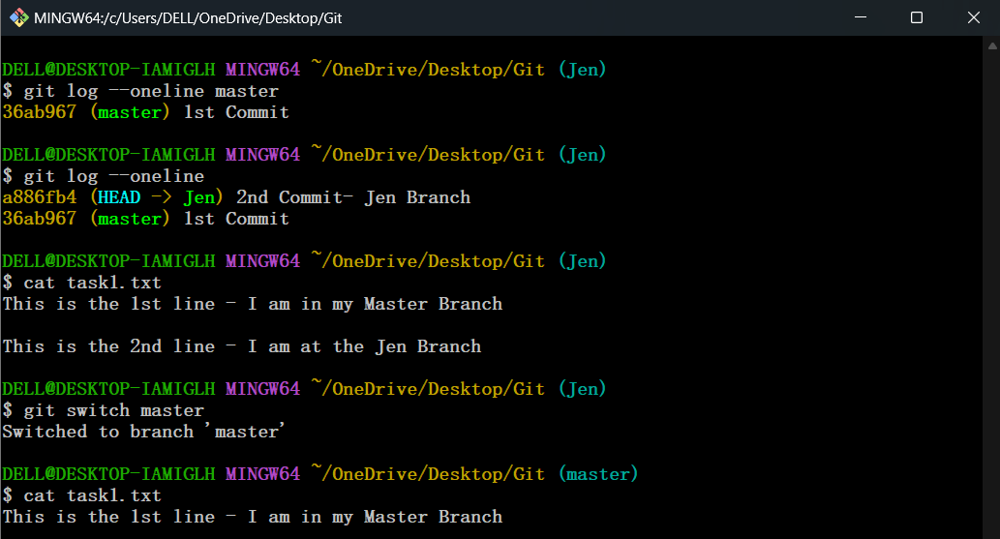 MINGW64:/c/Users/DELL/OneDrive/Desktop/Git
DELL@DESKTOP-IAMIGLH MINGW64 ~/OneDrive/Desktop/Git (Jen)
$ git log --oneline master
36ab967 (master) 1st Commit
DELL@DESKTOP-IAMIGLH MINGW64 ~/OneDrive/Desktop/Git (Jen)
$ git log --oneline
a886fb4 (HEAD -> Jen) 2nd Commit- Jen Branch
36ab967 (master) 1st Commit
DELL@DESKTOP-IAMIGLH MINGW64 ~/OneDrive/Desktop/Git (Jen)
$ cat task1.txt
This is the 1st line - I am in my Master Branch
This is the 2nd line - I am at the Jen Branch
DELL@DESKTOP-IAMIGLH MINGW64 ~/OneDrive/Desktop/Git (Jen)
$ git switch master
Switched to branch 'master'
DELL@DESKTOP-IAMIGLH MINGW64 ~/OneDrive/Desktop/Git (master)
$ cat task1.txt
This is the 1st line - I am in my Master Branch